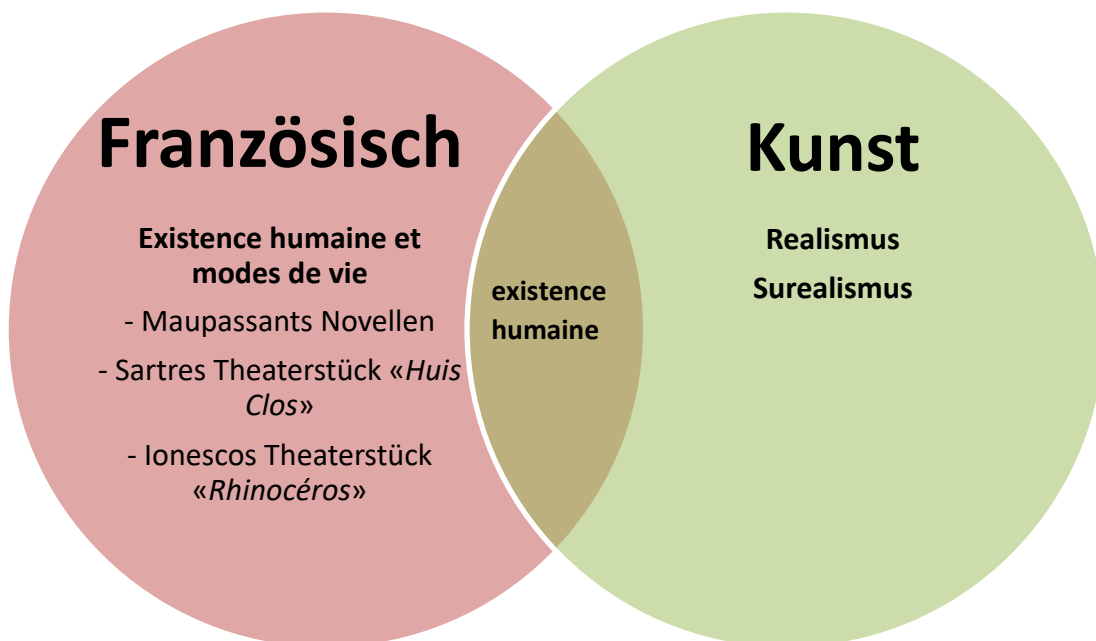 Französisch
Existence humaine et
modes de vie
- Maupassants Novellen
- Sartres Theaterstück «Huis
Clos»
- Ionescos Theaterstück
«Rhinocéros»
existence
humaine
Kunst
Realismus
Surealismus